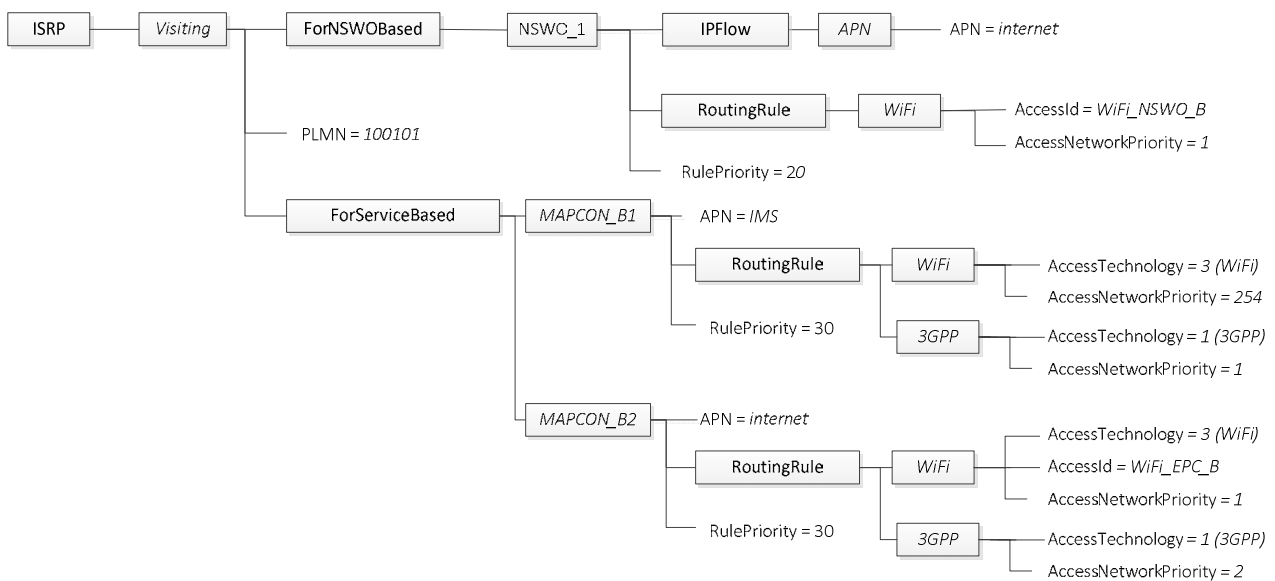 ISRP Visiting ForNSWOBased NSWO_1 IPFlow APN APN = internet
RoutingRule WiFi AccessId = WiFi_NSWO_B
PLMN = 100101
AccessNetworkPriority = 1
RulePriority = 20
ForServiceBased MAPCON_B1 APN = IMS
RoutingRule WiFi AccessTechnology = 3 (WiFi)
AccessNetworkPriority = 254
RulePriority = 30
3GPP AccessTechnology = 1 (3GPP)
AccessNetworkPriority = 1
MAPCON_B2 APN = internet
AccessTechnology = 3 (WiFi)
RoutingRule WiFi AccessId = WiFi_EPC_B
AccessNetworkPriority = 1
RulePriority = 30
3GPP AccessTechnology = 1 (3GPP)
AccessNetworkPriority = 2